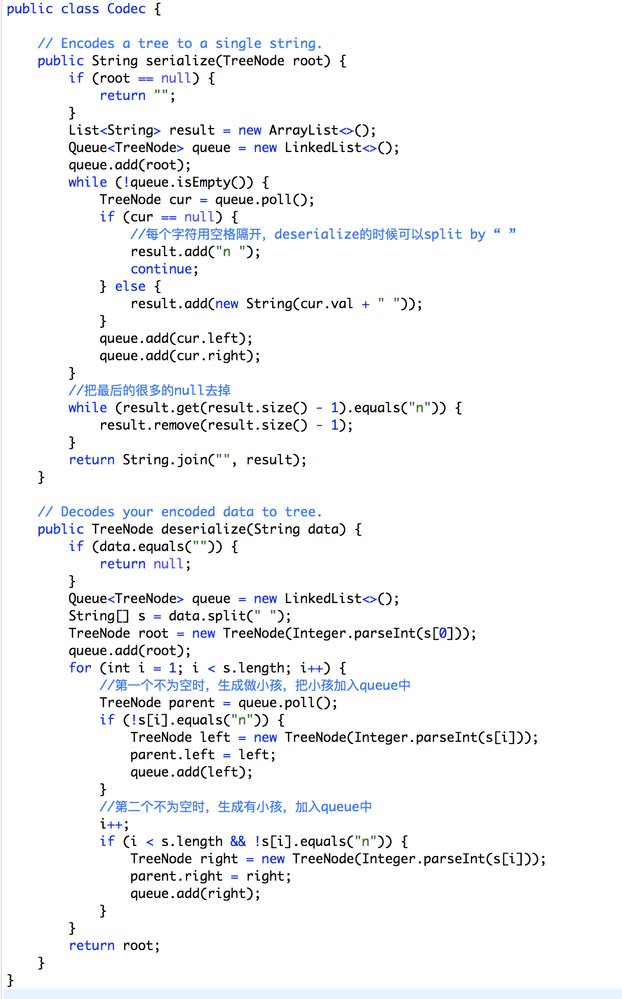 public class Codec {
    // Encodes a tree to a single string.
    public String serialize(TreeNode root) {
        if (root == null) {
            return "";
        }
        List<String> result = new ArrayList<>();
        Queue<TreeNode> queue = new LinkedList<>();
        queue.add(root);
        while (!queue.isEmpty()) {
            TreeNode cur = queue.poll();
            if (cur == null) {
                //每个字符用空格隔开，deserialize的时候可以split by “ ”
                result.add("n ");
                continue;
            } else {
                result.add(new String(cur.val + " "));
            }
            queue.add(cur.left);
            queue.add(cur.right);
        }
        //把最后的很多的null去掉
        while (result.get(result.size() - 1).equals("n")) {
            result.remove(result.size() - 1);
        }
        return String.join("", result);
    }
    // Decodes your encoded data to tree.
    public TreeNode deserialize(String data) {
        if (data.equals("")) {
            return null;
        }
        Queue<TreeNode> queue = new LinkedList<>();
        String[] s = data.split(" ");
        TreeNode root = new TreeNode(Integer.parseInt(s[0]));
        queue.add(root);
        for (int i = 1; i < s.length; i++) {
            //第一个不为空时，生成做小孩，把小孩加入queue中
            TreeNode parent = queue.poll();
            if (!s[i].equals("n")) {
                TreeNode left = new TreeNode(Integer.parseInt(s[i]));
                parent.left = left;
                queue.add(left);
            }
            //第二个不为空时，生成有小孩，加入queue中
            i++;
            if (i < s.length && !s[i].equals("n")) {
                TreeNode right = new TreeNode(Integer.parseInt(s[i]));
                parent.right = right;
                queue.add(right);
            }
        }
        return root;
    }
}